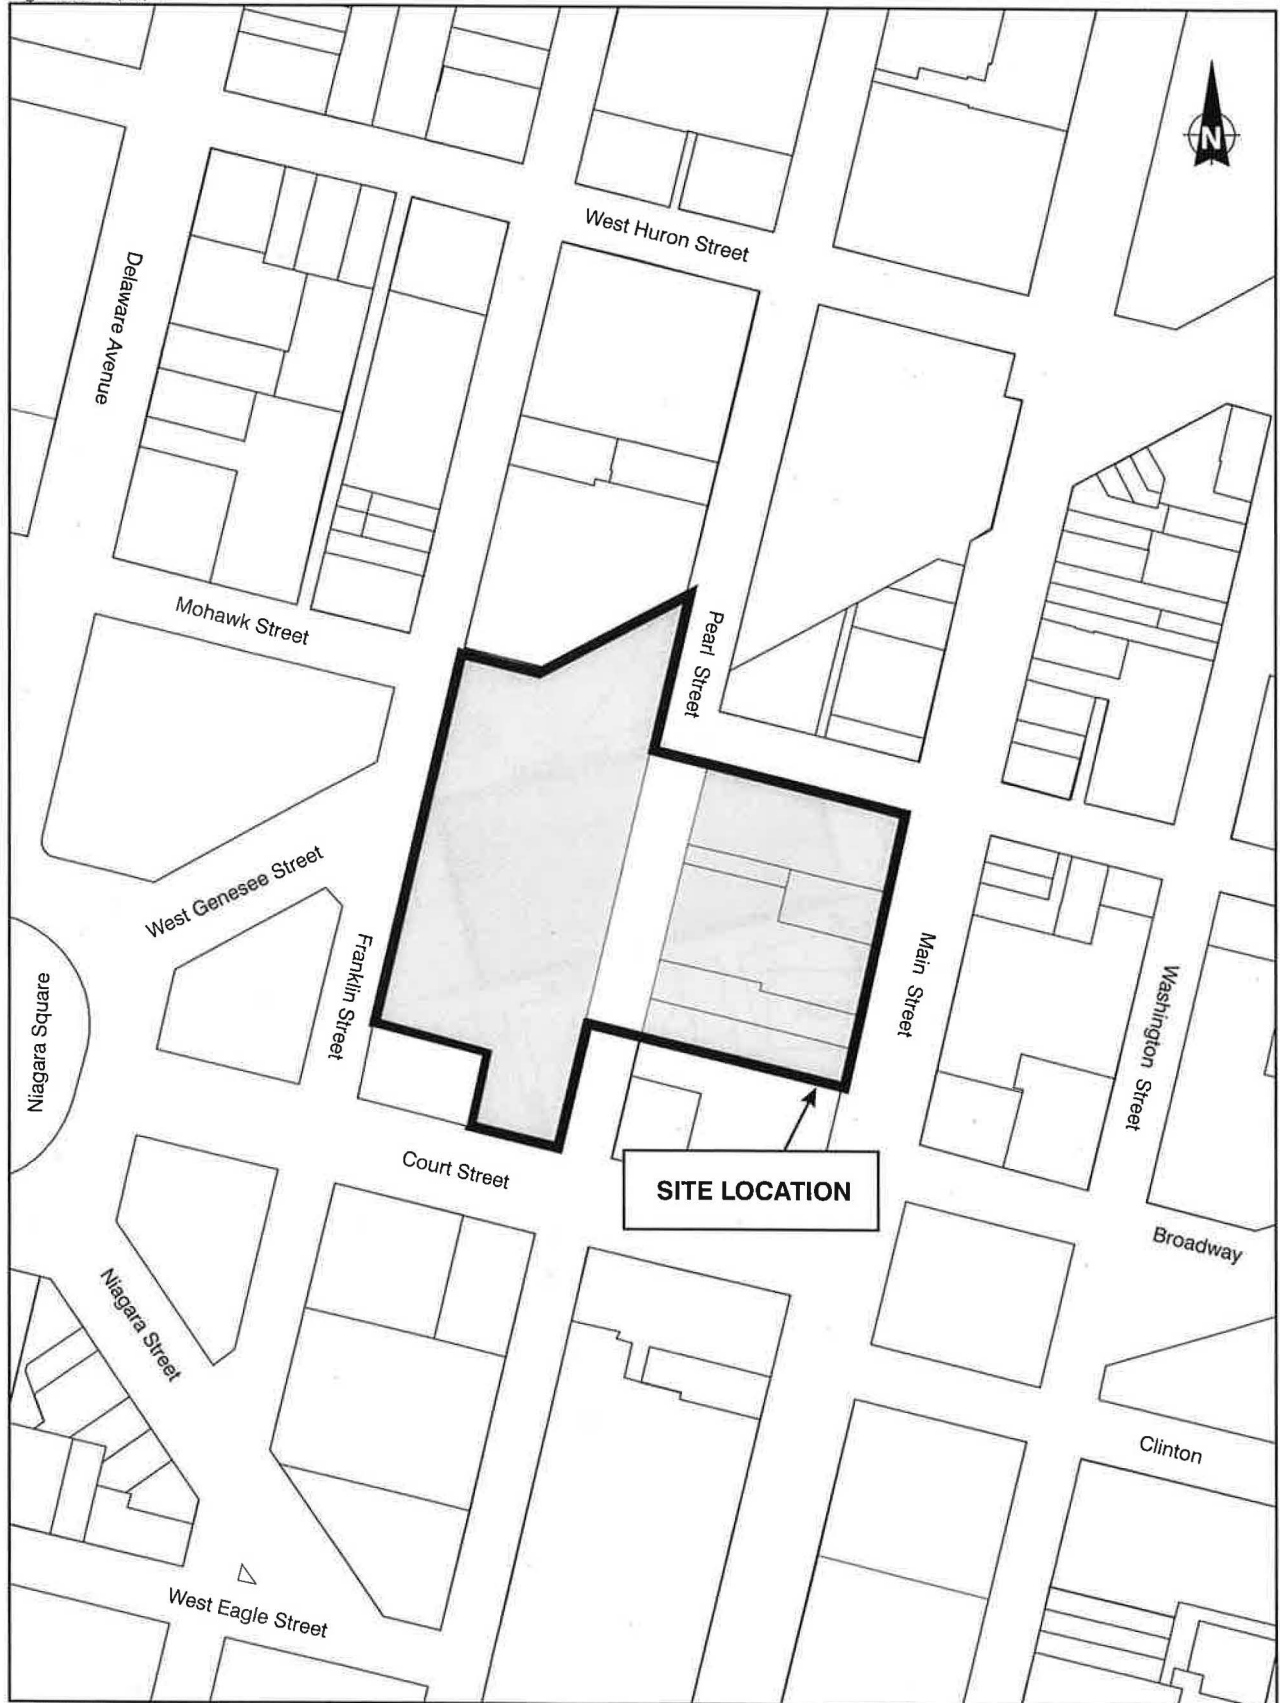 N
West Huron Street
Delaware Avenue
Mohawk Street
Pearl Street
West Genesee Street
Franklin Street
Main Street
Niagara Square
Washington Street
Court Street
SITE LOCATION
Broadway
Niagara Street
Clinton
West Eagle Street